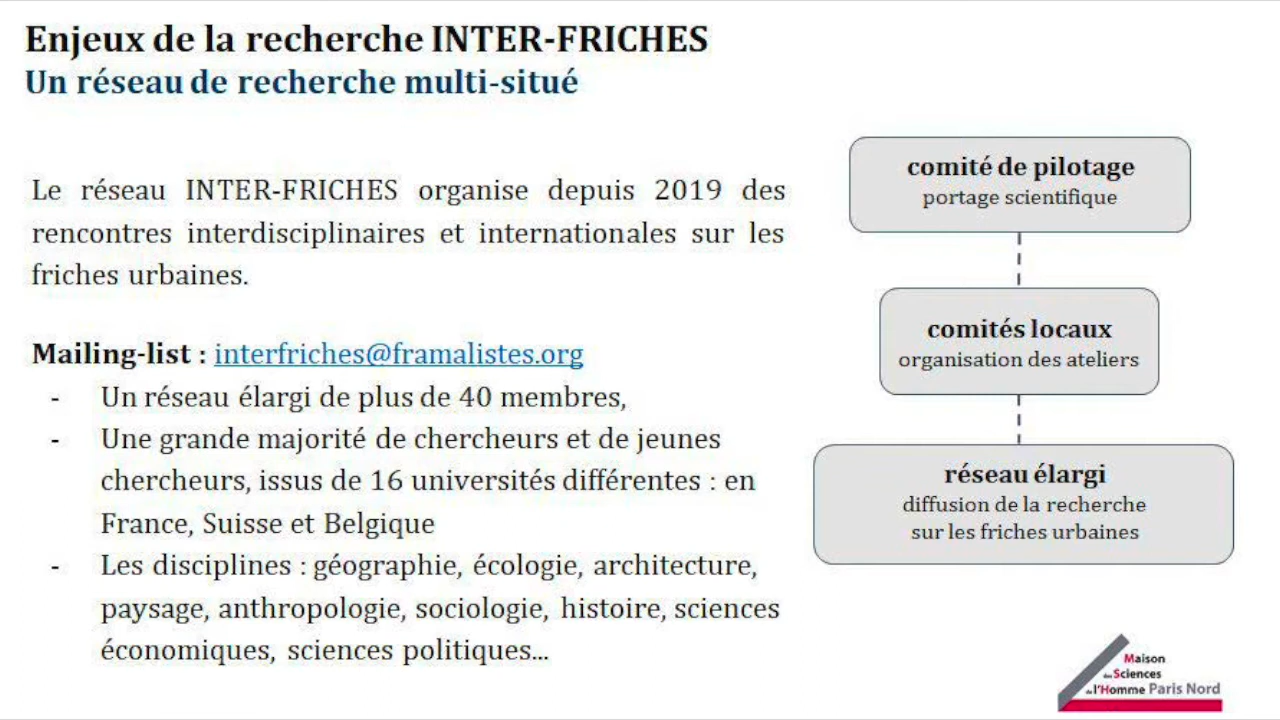 Enjeux de la recherche INTER-FRICHES
Un réseau de recherche multi-situé
Le réseau INTER-FRICHES organise depuis 2019 des
rencontres interdisciplinaires et internationales sur les
friches urbaines.
Mailing-list : interfriches@framalistes.org
- Un réseau élargi de plus de 40 membres,
- Une grande majorité de chercheurs et de jeunes
chercheurs, issus de 16 universités différentes : en
France, Suisse et Belgique
- Les disciplines : géographie, écologie, architecture,
paysage, anthropologie, sociologie, histoire, sciences
économiques, sciences politiques...
comité de pilotage
portage scientifique
comités locaux
organisation des ateliers
réseau élargi
diffusion de la recherche
sur les friches urbaines
Maison
des Sciences
de l'Homme Paris Nord